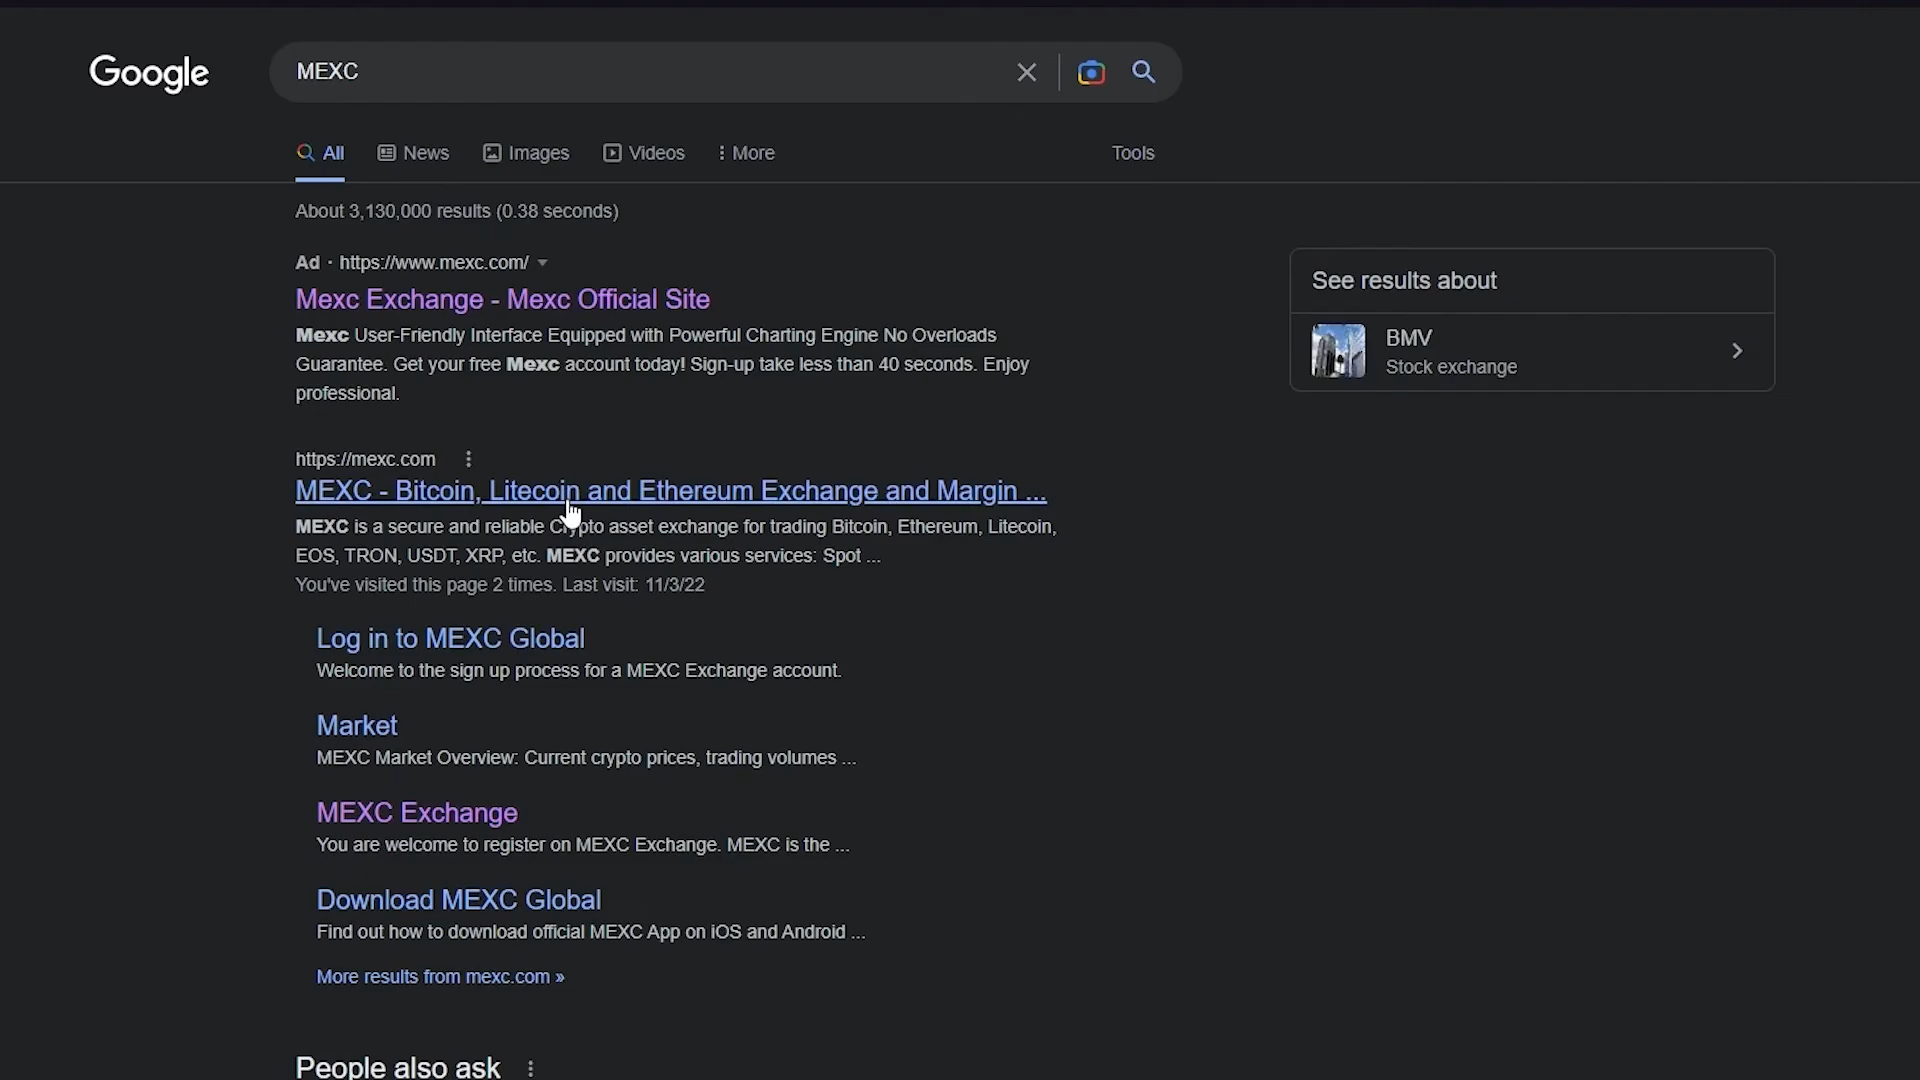 Google
MEXC
All
News
Images
Videos
More
Tools
About 3,130,000 results (0.38 seconds)
Ad · https://www.mexc.com/
Mexc Exchange - Mexc Official Site
Mexc User-Friendly Interface Equipped with Powerful Charting Engine No Overloads
Guarantee. Get your free Mexc account today! Sign-up take less than 40 seconds. Enjoy
professional.
See results about
BMV
Stock exchange
https://mexc.com
MEXC - Bitcoin, Litecoin and Ethereum Exchange and Margin ...
MEXC is a secure and reliable Crypto asset exchange for trading Bitcoin, Ethereum, Litecoin,
EOS, TRON, USDT, XRP, etc. MEXC provides various services: Spot ...
You've visited this page 2 times. Last visit: 11/3/22
Log in to MEXC Global
Welcome to the sign up process for a MEXC Exchange account.
Market
MEXC Market Overview: Current crypto prices, trading volumes ...
MEXC Exchange
You are welcome to register on MEXC Exchange. MEXC is the ...
Download MEXC Global
Find out how to download official MEXC App on iOS and Android ...
More results from mexc.com »
People also ask